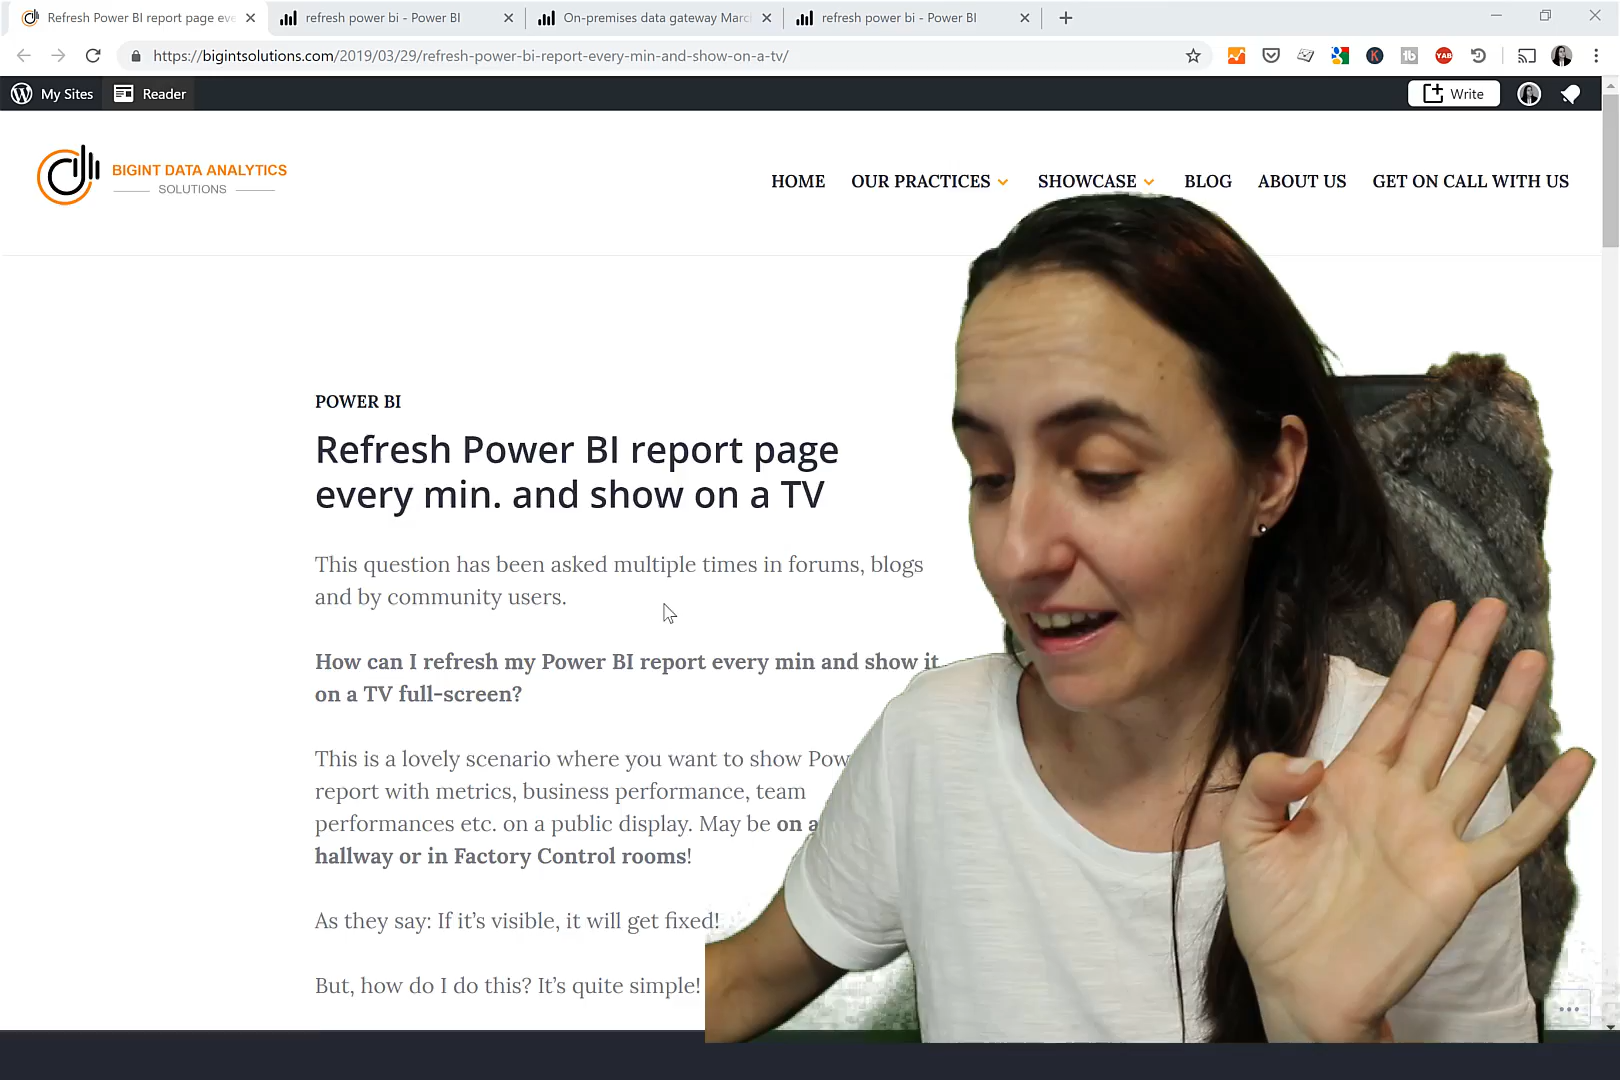 Refresh Power BI report page eve
refresh power bi - Power BI
On-premises data gateway Marc
refresh power bi - Power BI
https://bigintsolutions.com/2019/03/29/refresh-power-bi-report-every-min-and-show-on-a-tv/
My Sites
Reader
Write
BIGINT DATA ANALYTICS
SOLUTIONS
HOME
OUR PRACTICES
SHOWCASE
BLOG
ABOUT US
GET ON CALL WITH US
POWER BI
Refresh Power BI report page
every min. and show on a TV
This question has been asked multiple times in forums, blogs
and by community users.
How can I refresh my Power BI report every min and show it
on a TV full-screen?
This is a lovely scenario where you want to show Pow
report with metrics, business performance, team
performances etc. on a public display. May be on a
hallway or in Factory Control rooms!
As they say: If it's visible, it will get fixed!
But, how do I do this? It's quite simple!